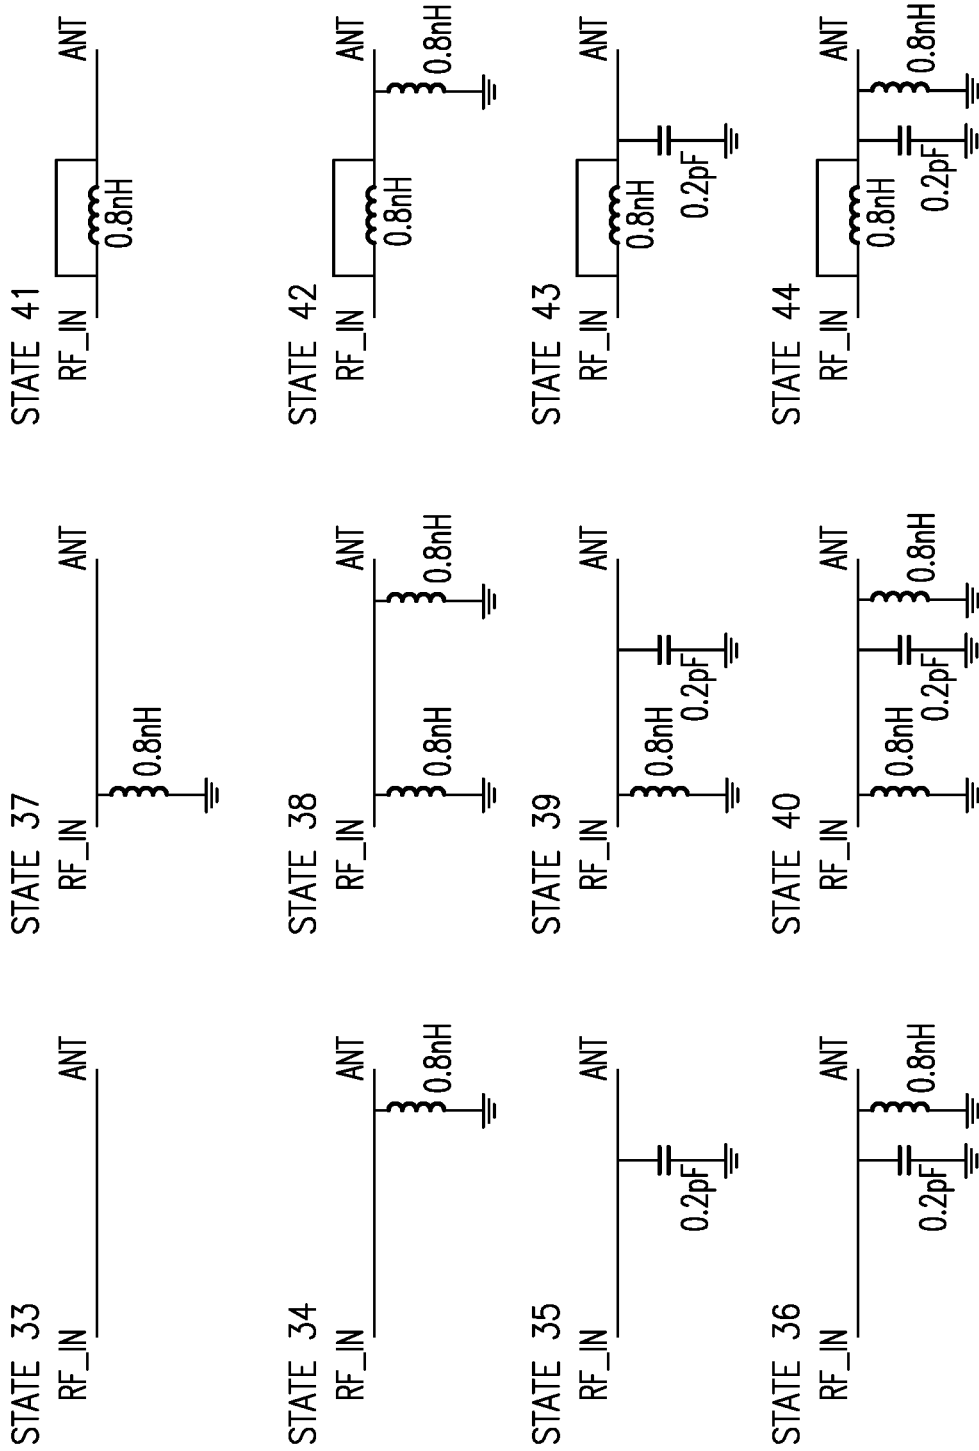 STATE 33
RF_IN
ANT
STATE 34
RF_IN
ANT
0.8nH
STATE 35
RF_IN
ANT
0.2pF
STATE 36
RF_IN
ANT
0.2pF
0.8nH
STATE 37
RF_IN
ANT
0.8nH
STATE 38
RF_IN
ANT
0.8nH
0.8nH
STATE 39
RF_IN
ANT
0.8nH
0.2pF
STATE 40
RF_IN
ANT
0.8nH
0.2pF
0.8nH
STATE 41
RF_IN
ANT
0.8nH
STATE 42
RF_IN
ANT
0.8nH
0.8nH
STATE 43
RF_IN
ANT
0.8nH
0.2pF
STATE 44
RF_IN
ANT
0.8nH
0.2pF
0.8nH